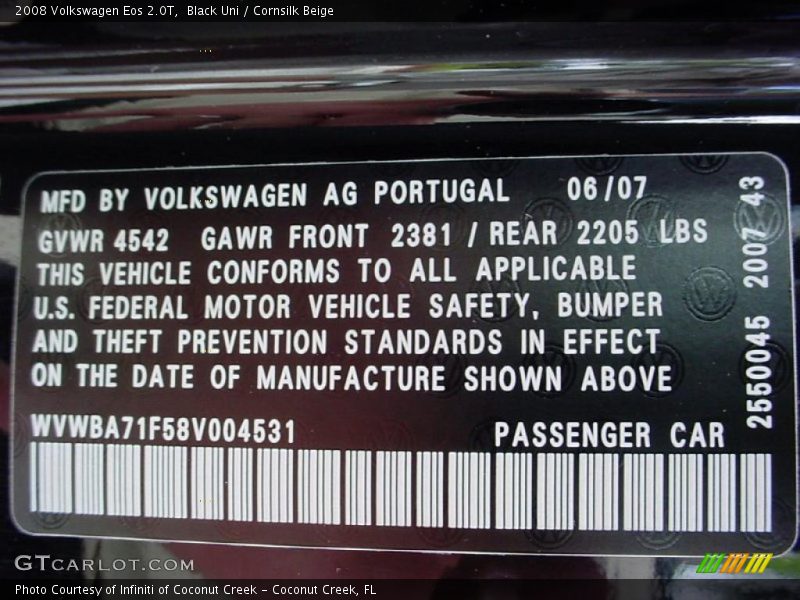 2008 Volkswagen Eos 2.0T, Black Uni / Cornsilk Beige
MFD BY VOLKSWAGEN AG PORTUGAL 06/07
GVWR 4542 GAWR FRONT 2381 / REAR 2205 LBS
THIS VEHICLE CONFORMS TO ALL APPLICABLE
U.S. FEDERAL MOTOR VEHICLE SAFETY, BUMPER
AND THEFT PREVENTION STANDARDS IN EFFECT
ON THE DATE OF MANUFACTURE SHOWN ABOVE
WVWBA71F58V004531 PASSENGER CAR
2550045 2007 43
GTCARLOT.COM
Photo Courtesy of Infiniti of Coconut Creek – Coconut Creek, FL